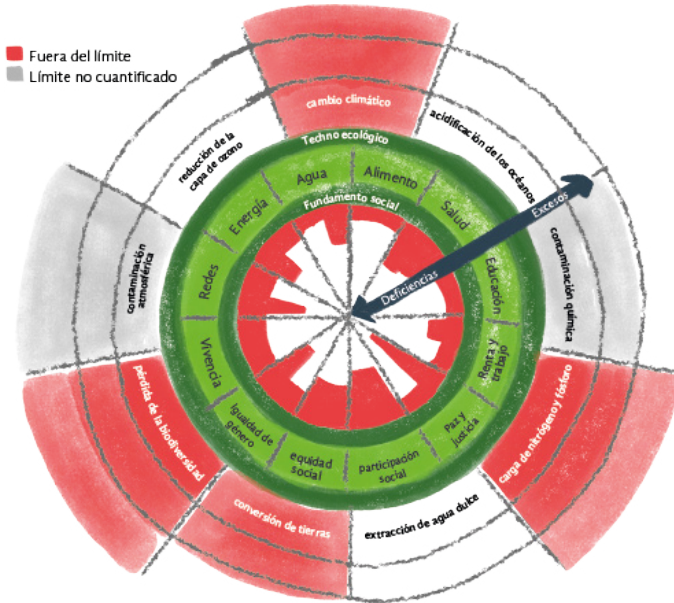 Fuera del límite
Límite no cuantificado
cambio climático
acidificación de los océanos
contaminación química
carga de nitrógeno y fósforo
extracción de agua dulce
conversión de tierras
pérdida de la biodiversidad
contaminación
atmosférica
reducción de la
capa de ozono
Techno ecológico
Agua
Alimento
Salud
Educación
Renta y
trabajo
Paz y
justicia
participación
social
equidad
social
Igualdad de
género
Vivencia
Redes
Energía
Fundamento social
Excesos
Deficiencias